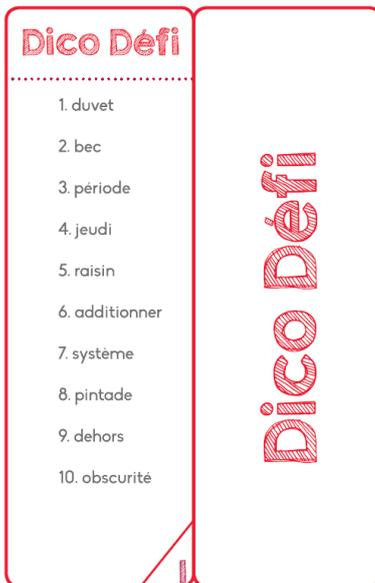 Dico Défi
1. duvet
2. bec
3. période
4. jeudi
5. raisin
6. additionner
7. système
8. pintade
9. dehors
10. obscurité
Dico Défi